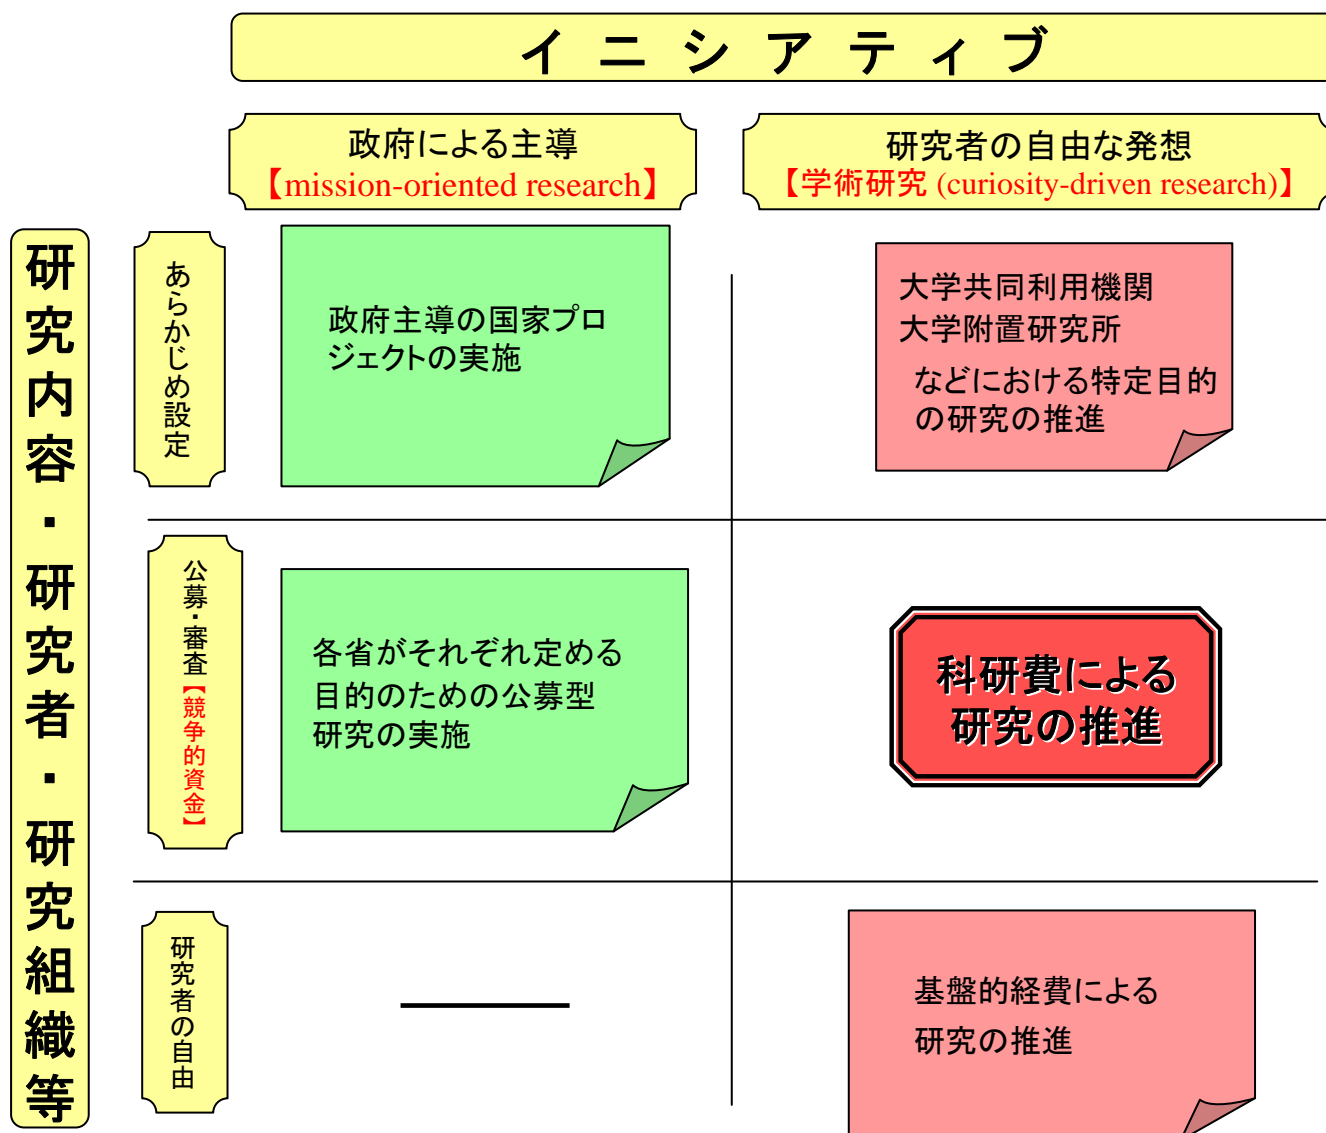 イニシアティブ
政府による主導
【mission-oriented research】
研究者の自由な発想
【学術研究 (curiosity-driven research)】
研究内容・研究者・研究組織等
あらかじめ設定
政府主導の国家プロ
ジェクトの実施
大学共同利用機関
大学附置研究所
などにおける特定目的
の研究の推進
公募・審査【競争的資金】
各省がそれぞれ定める
目的のための公募型
研究の実施
科研費による
研究の推進
研究者の自由
基盤的経費による
研究の推進